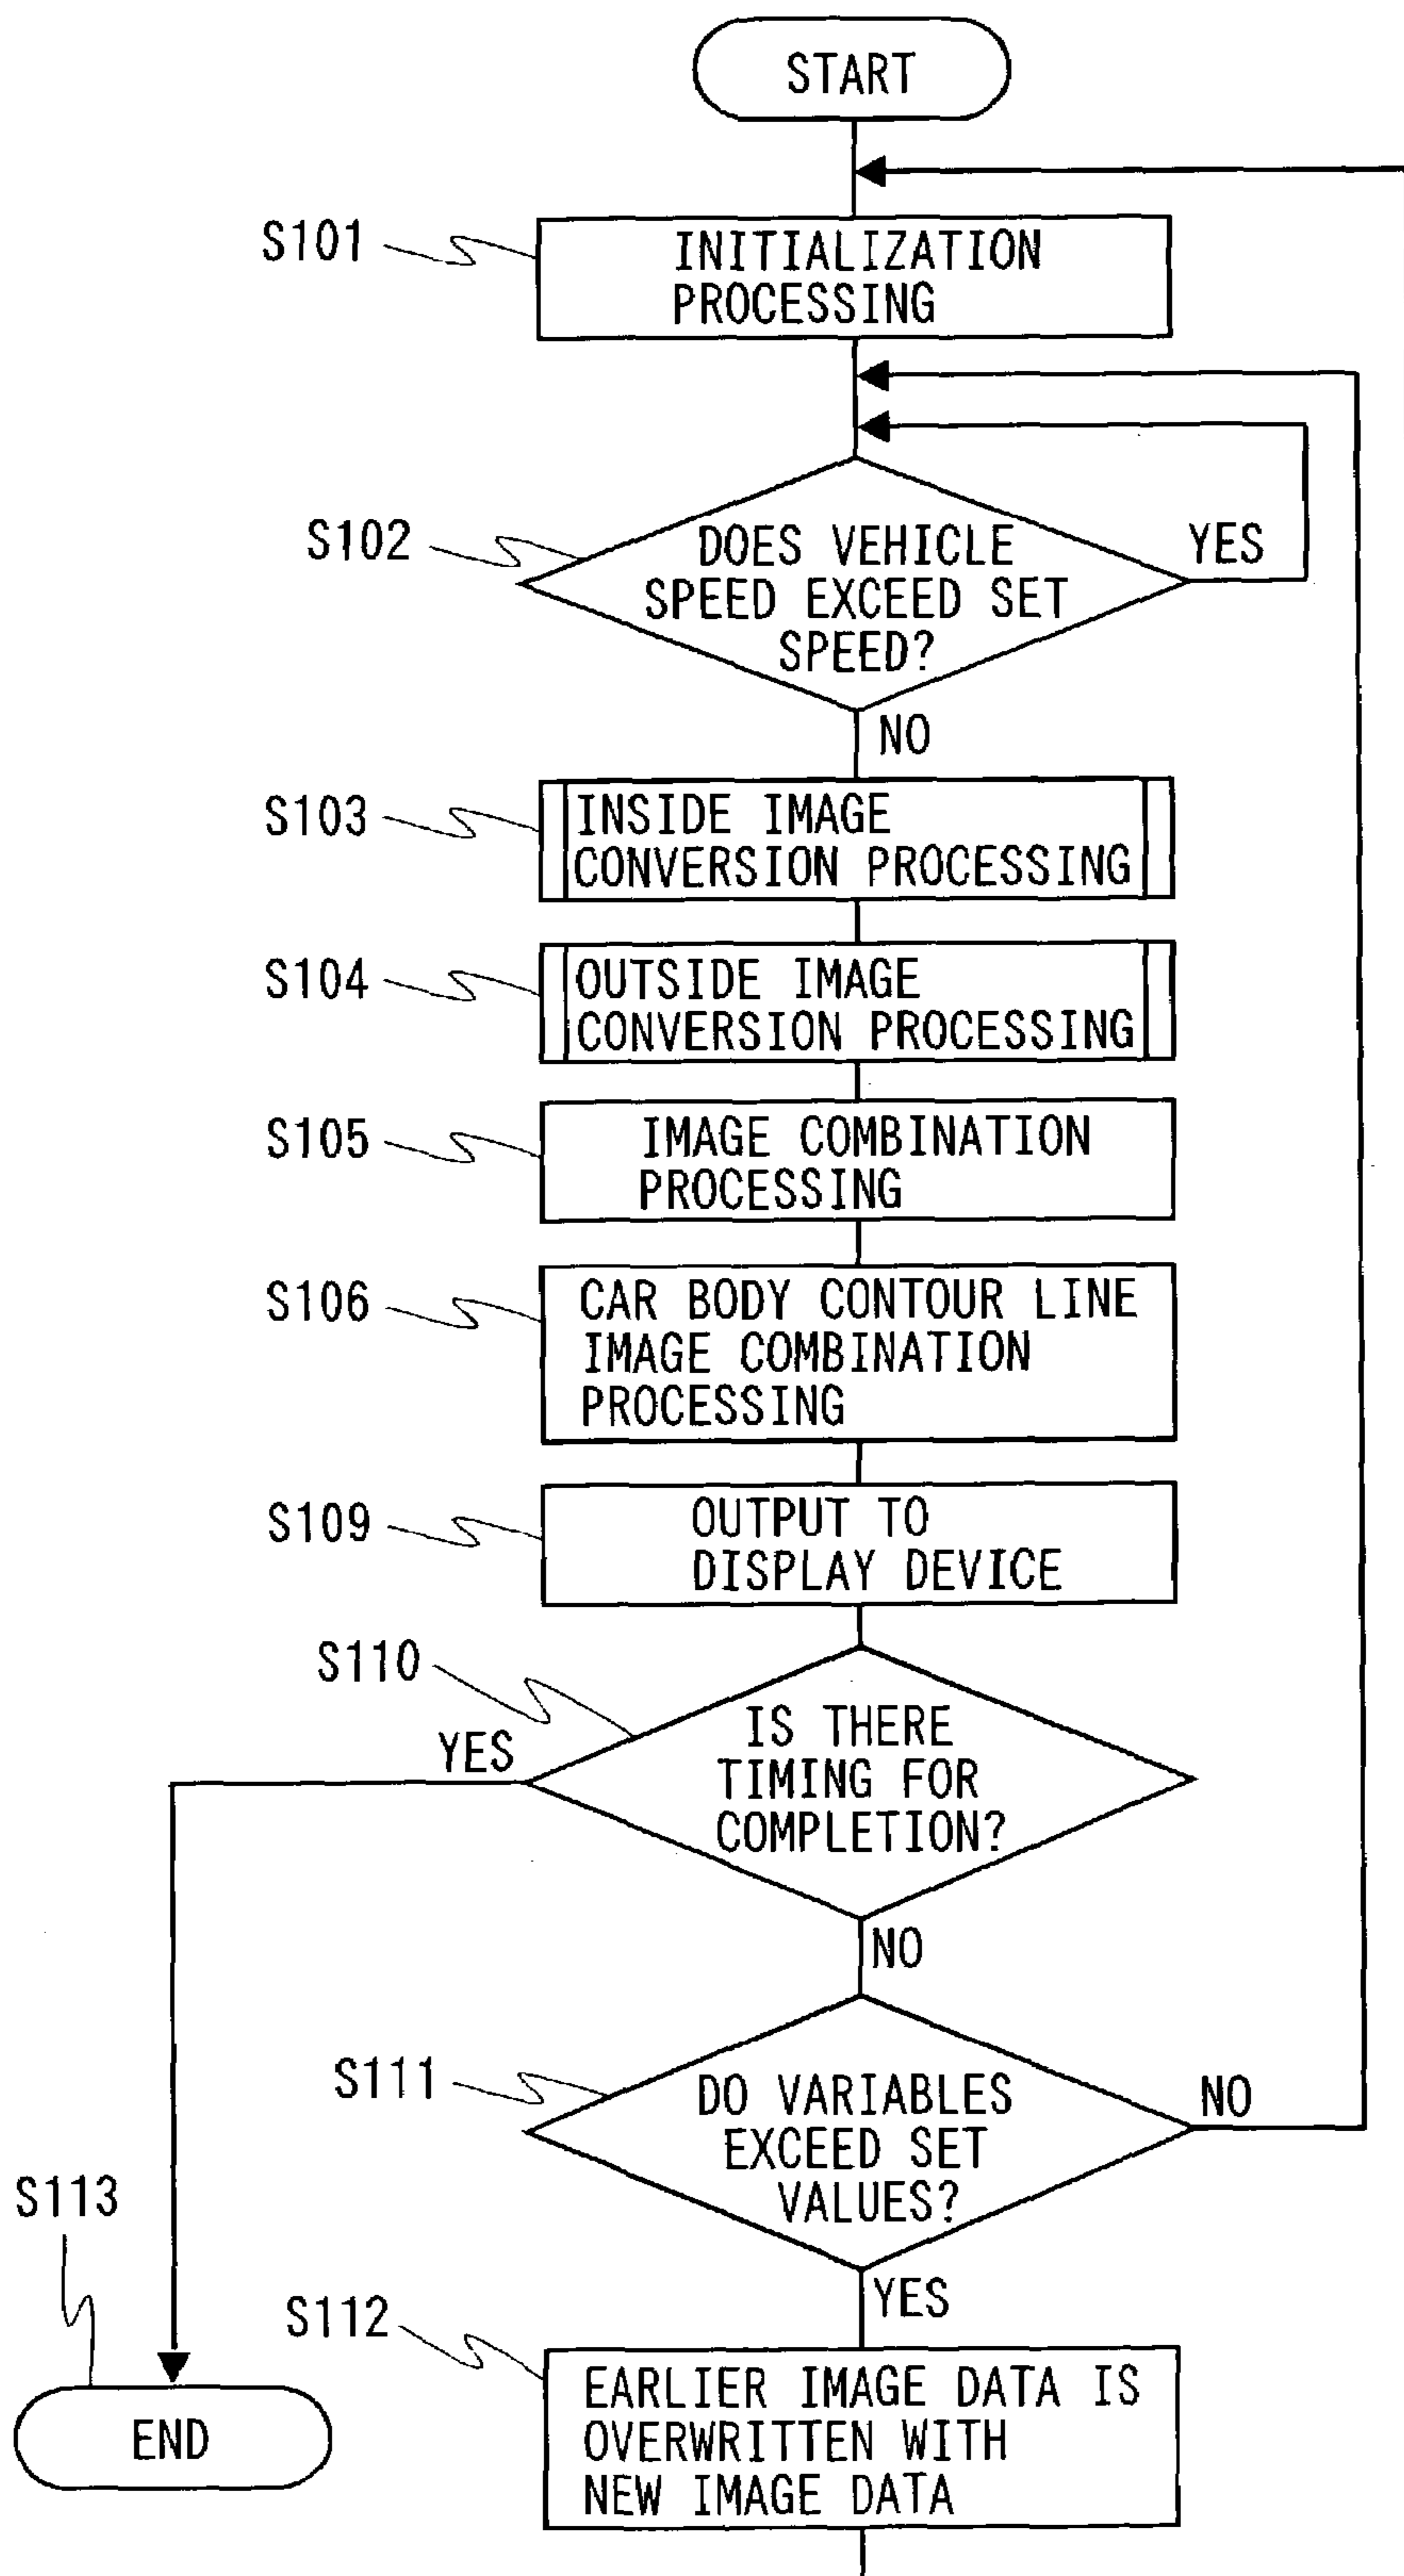 START
S101
INITIALIZATION
PROCESSING
S102
DOES VEHICLE
SPEED EXCEED SET
SPEED?
YES
NO
S103
INSIDE IMAGE
CONVERSION PROCESSING
S104
OUTSIDE IMAGE
CONVERSION PROCESSING
S105
IMAGE COMBINATION
PROCESSING
S106
CAR BODY CONTOUR LINE
IMAGE COMBINATION
PROCESSING
S109
OUTPUT TO
DISPLAY DEVICE
S110
IS THERE
TIMING FOR
COMPLETION?
YES
NO
S111
DO VARIABLES
EXCEED SET
VALUES?
NO
YES
S113
END
S112
EARLIER IMAGE DATA IS
OVERWRITTEN WITH
NEW IMAGE DATA